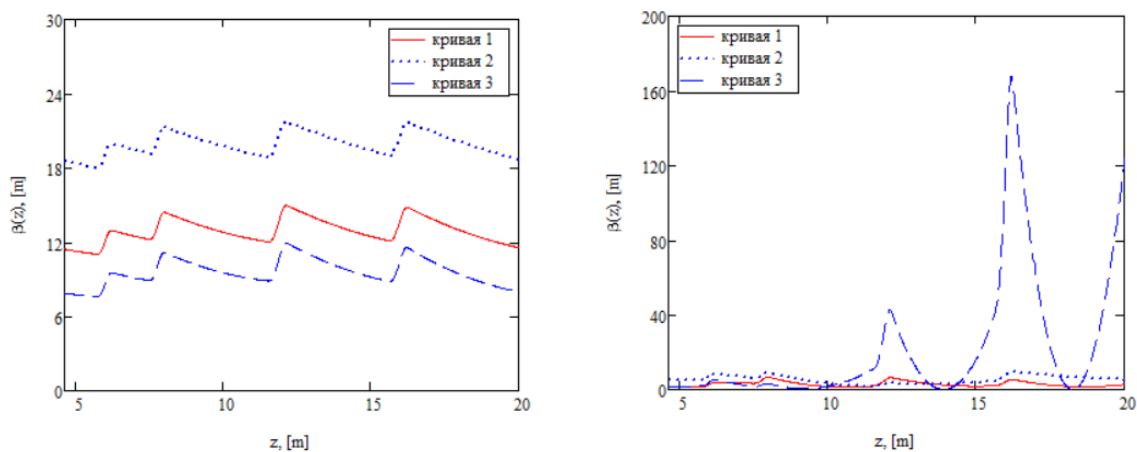 30
24
18
12
6
0
β(z), [m]
кривая 1
кривая 2
кривая 3
5
10
15
20
z, [m]
200
160
120
80
40
0
β(z), [m]
кривая 1
кривая 2
кривая 3
5
10
15
20
z, [m]